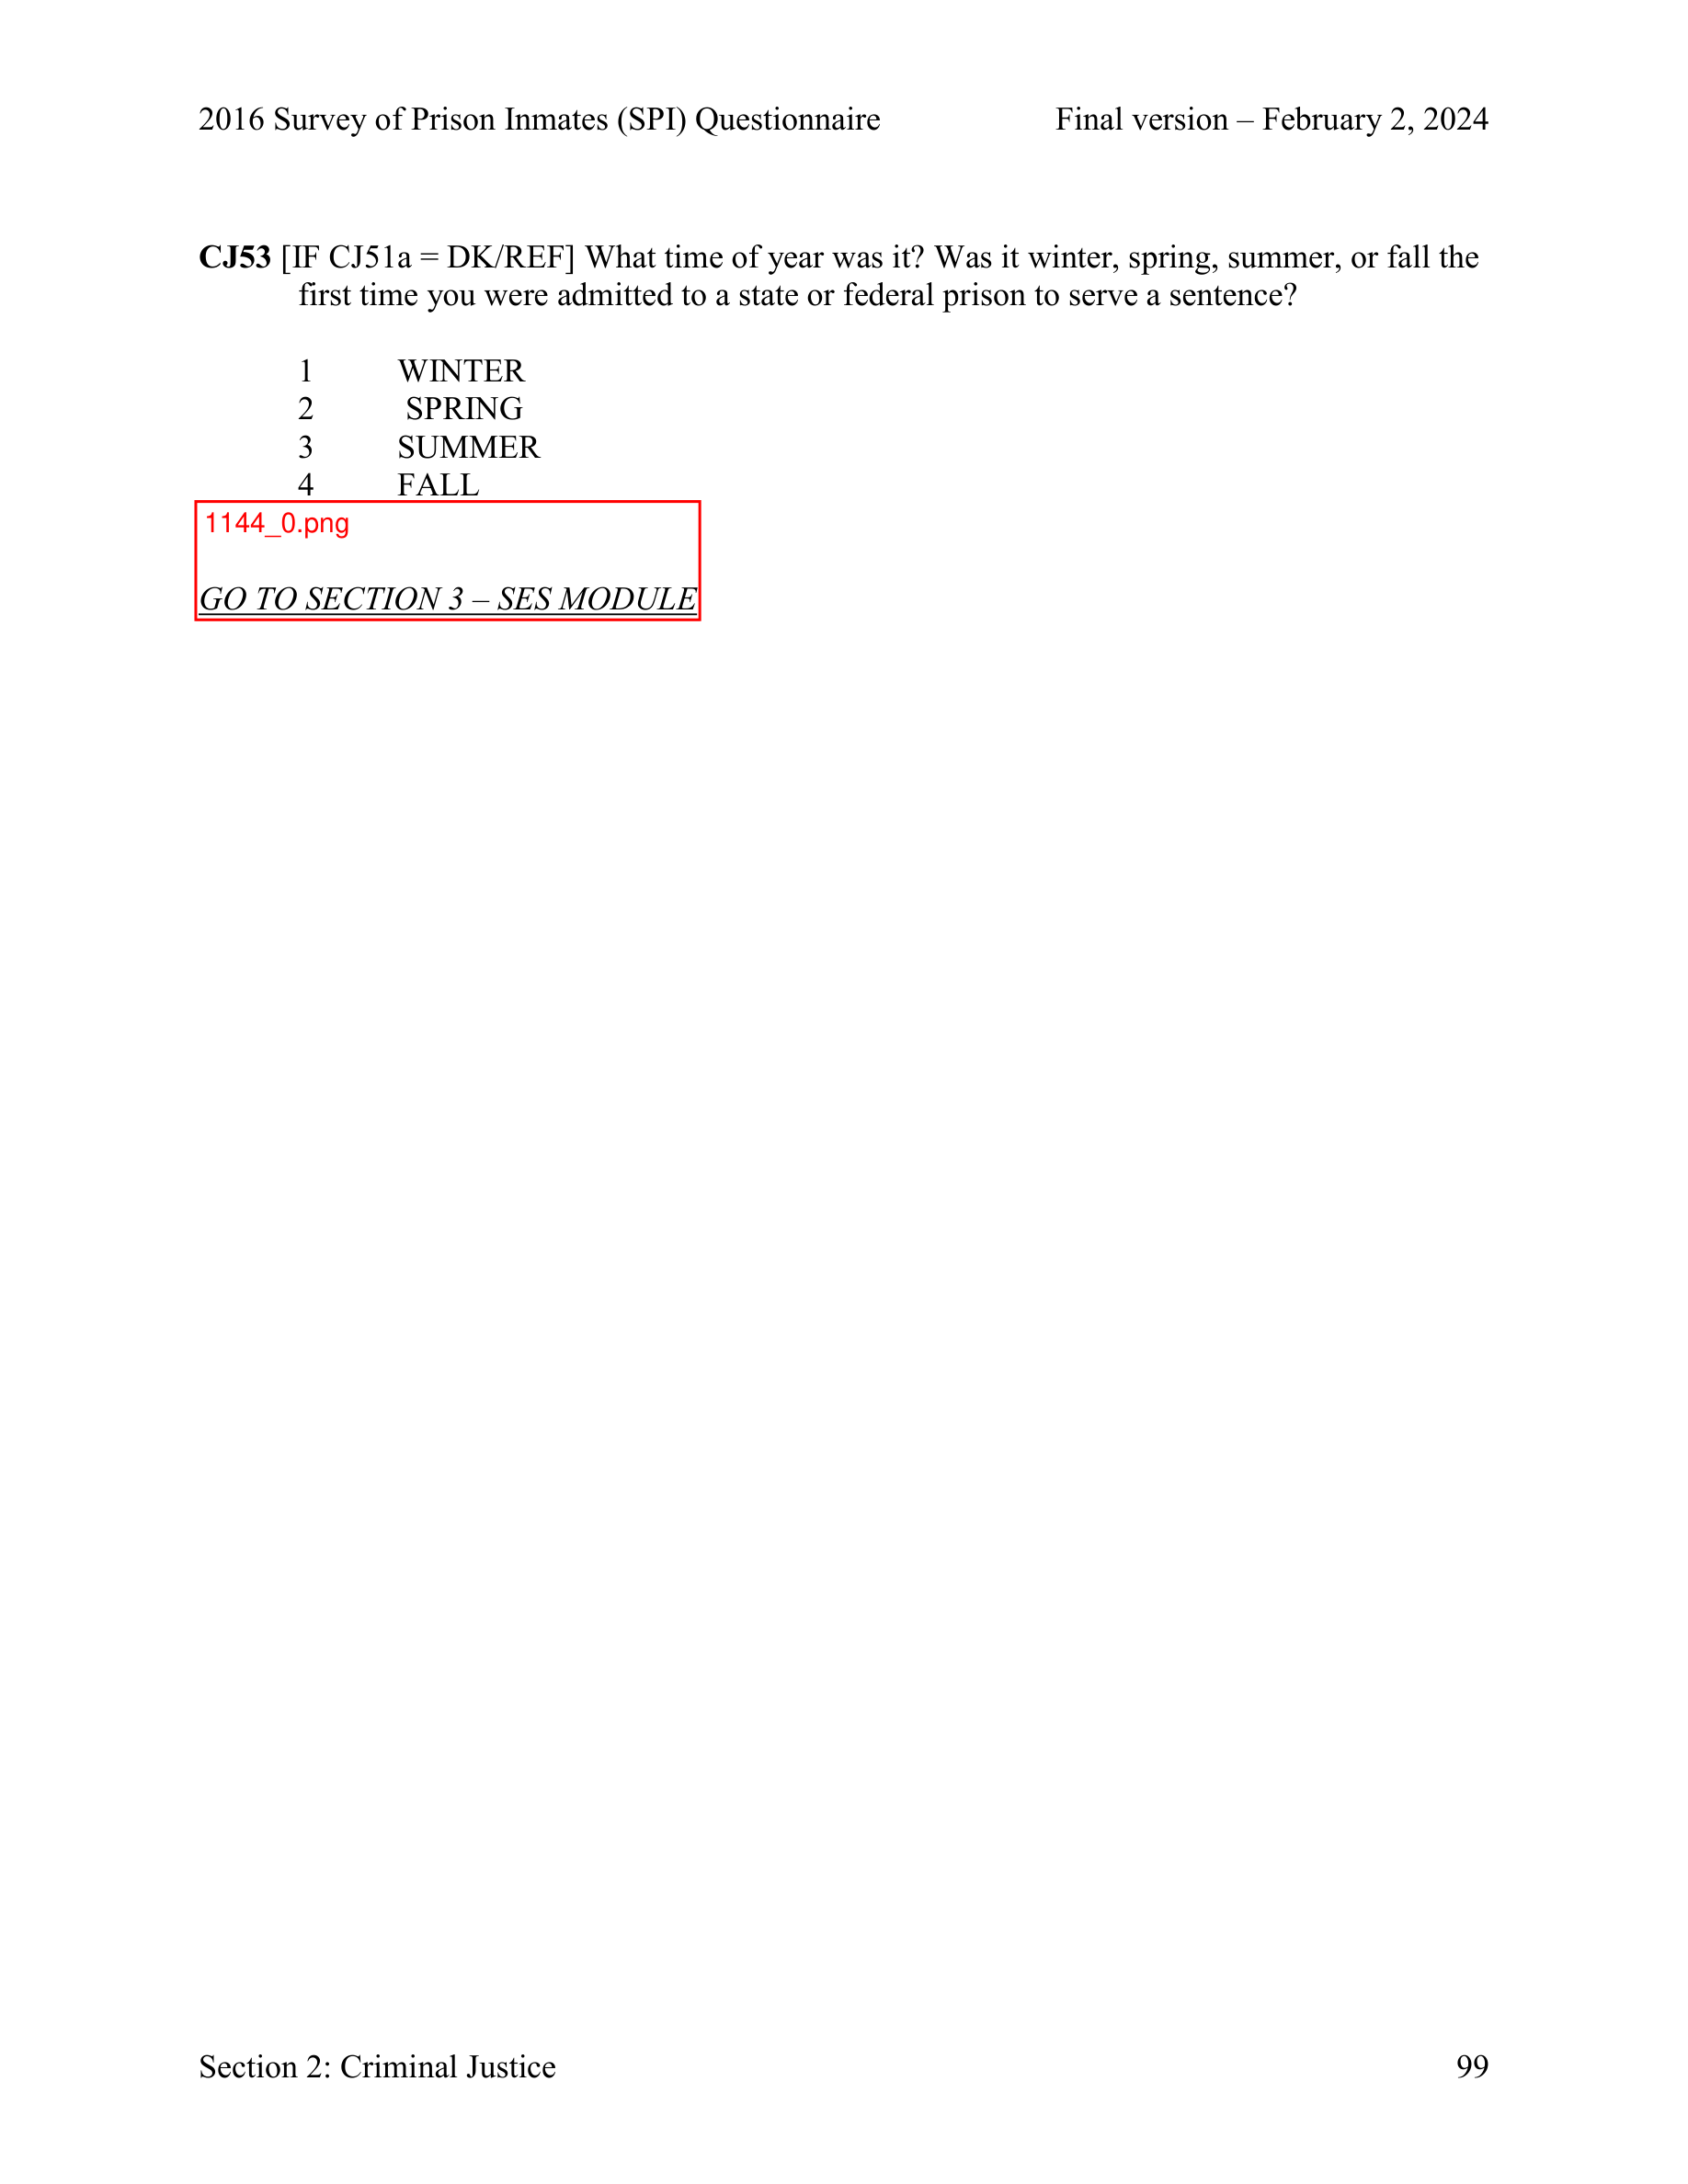 2016 Survey of Prison Inmates (SPI) Questionnaire Final version – February 2, 2024
CJ53 [IF CJ51a = DK/REF] What time of year was it? Was it winter, spring, summer, or fall the
first time you were admitted to a state or federal prison to serve a sentence?
1 WINTER
2 SPRING
3 SUMMER
4 FALL
1144_0.png
GO TO SECTION 3 – SES MODULE
Section 2: Criminal Justice 99